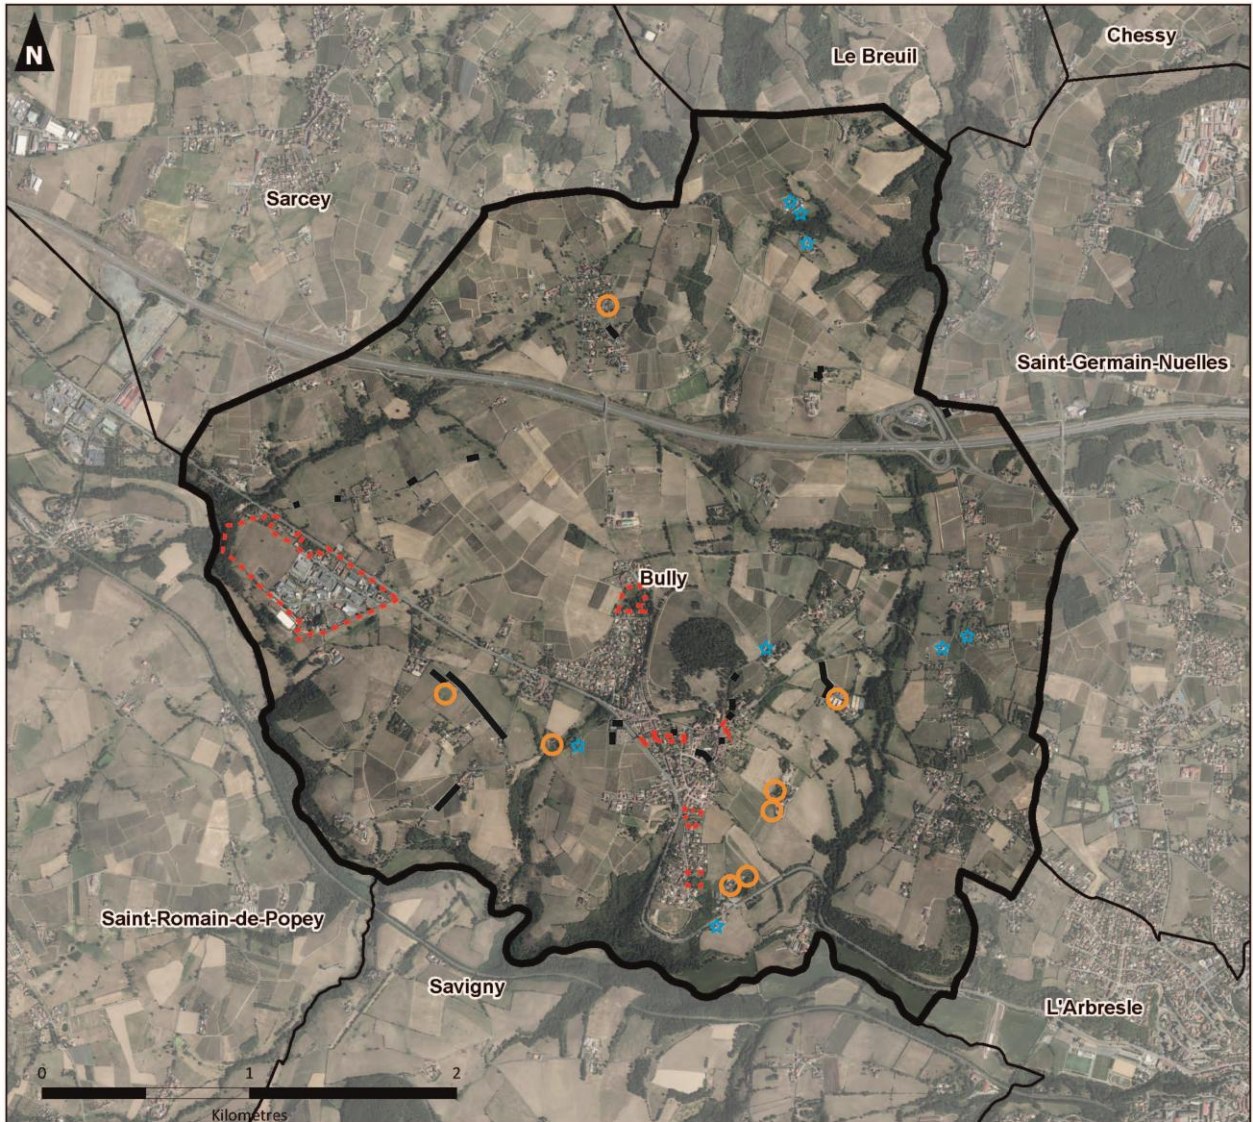 N
Chessy
Le Breuil
Sarcey
Saint-Germain-Nuelles
Bully
Saint-Romain-de-Popey
Savigny
L'Arbresle
0 1 2
Kilomètres